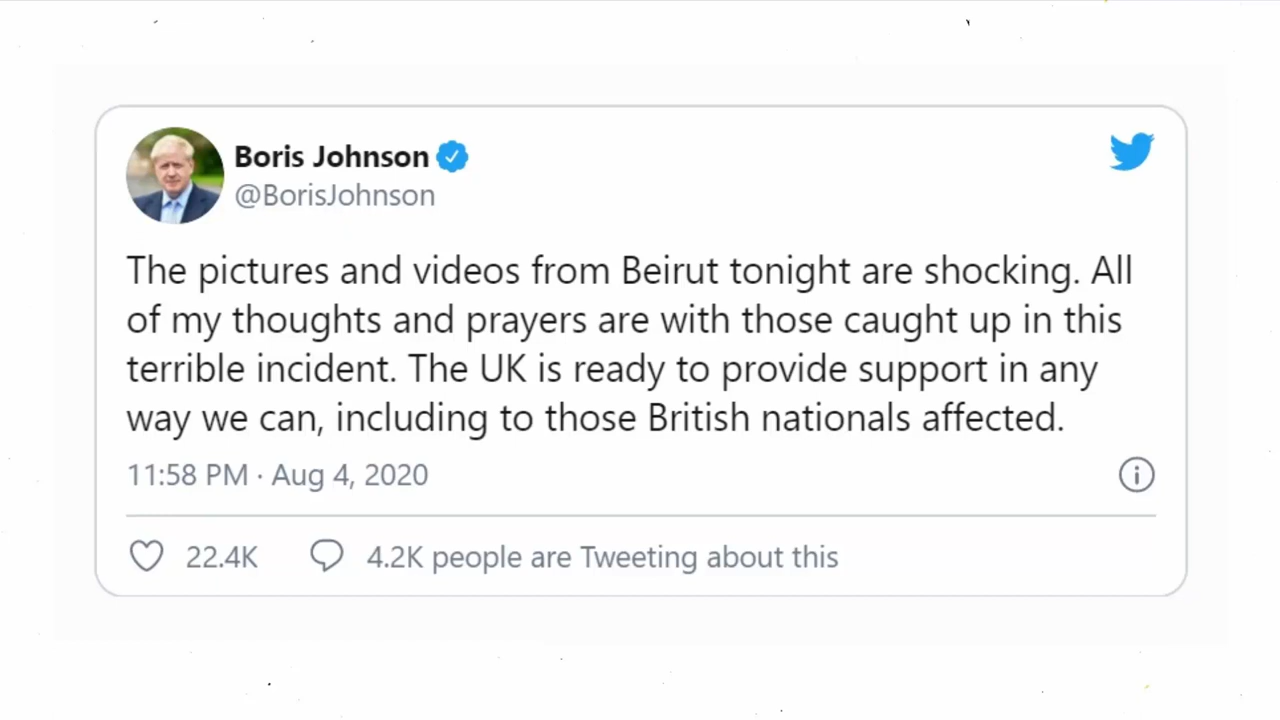 Boris Johnson
@BorisJohnson
The pictures and videos from Beirut tonight are shocking. All
of my thoughts and prayers are with those caught up in this
terrible incident. The UK is ready to provide support in any
way we can, including to those British nationals affected.
11:58 PM · Aug 4, 2020
22.4K 4.2K people are Tweeting about this